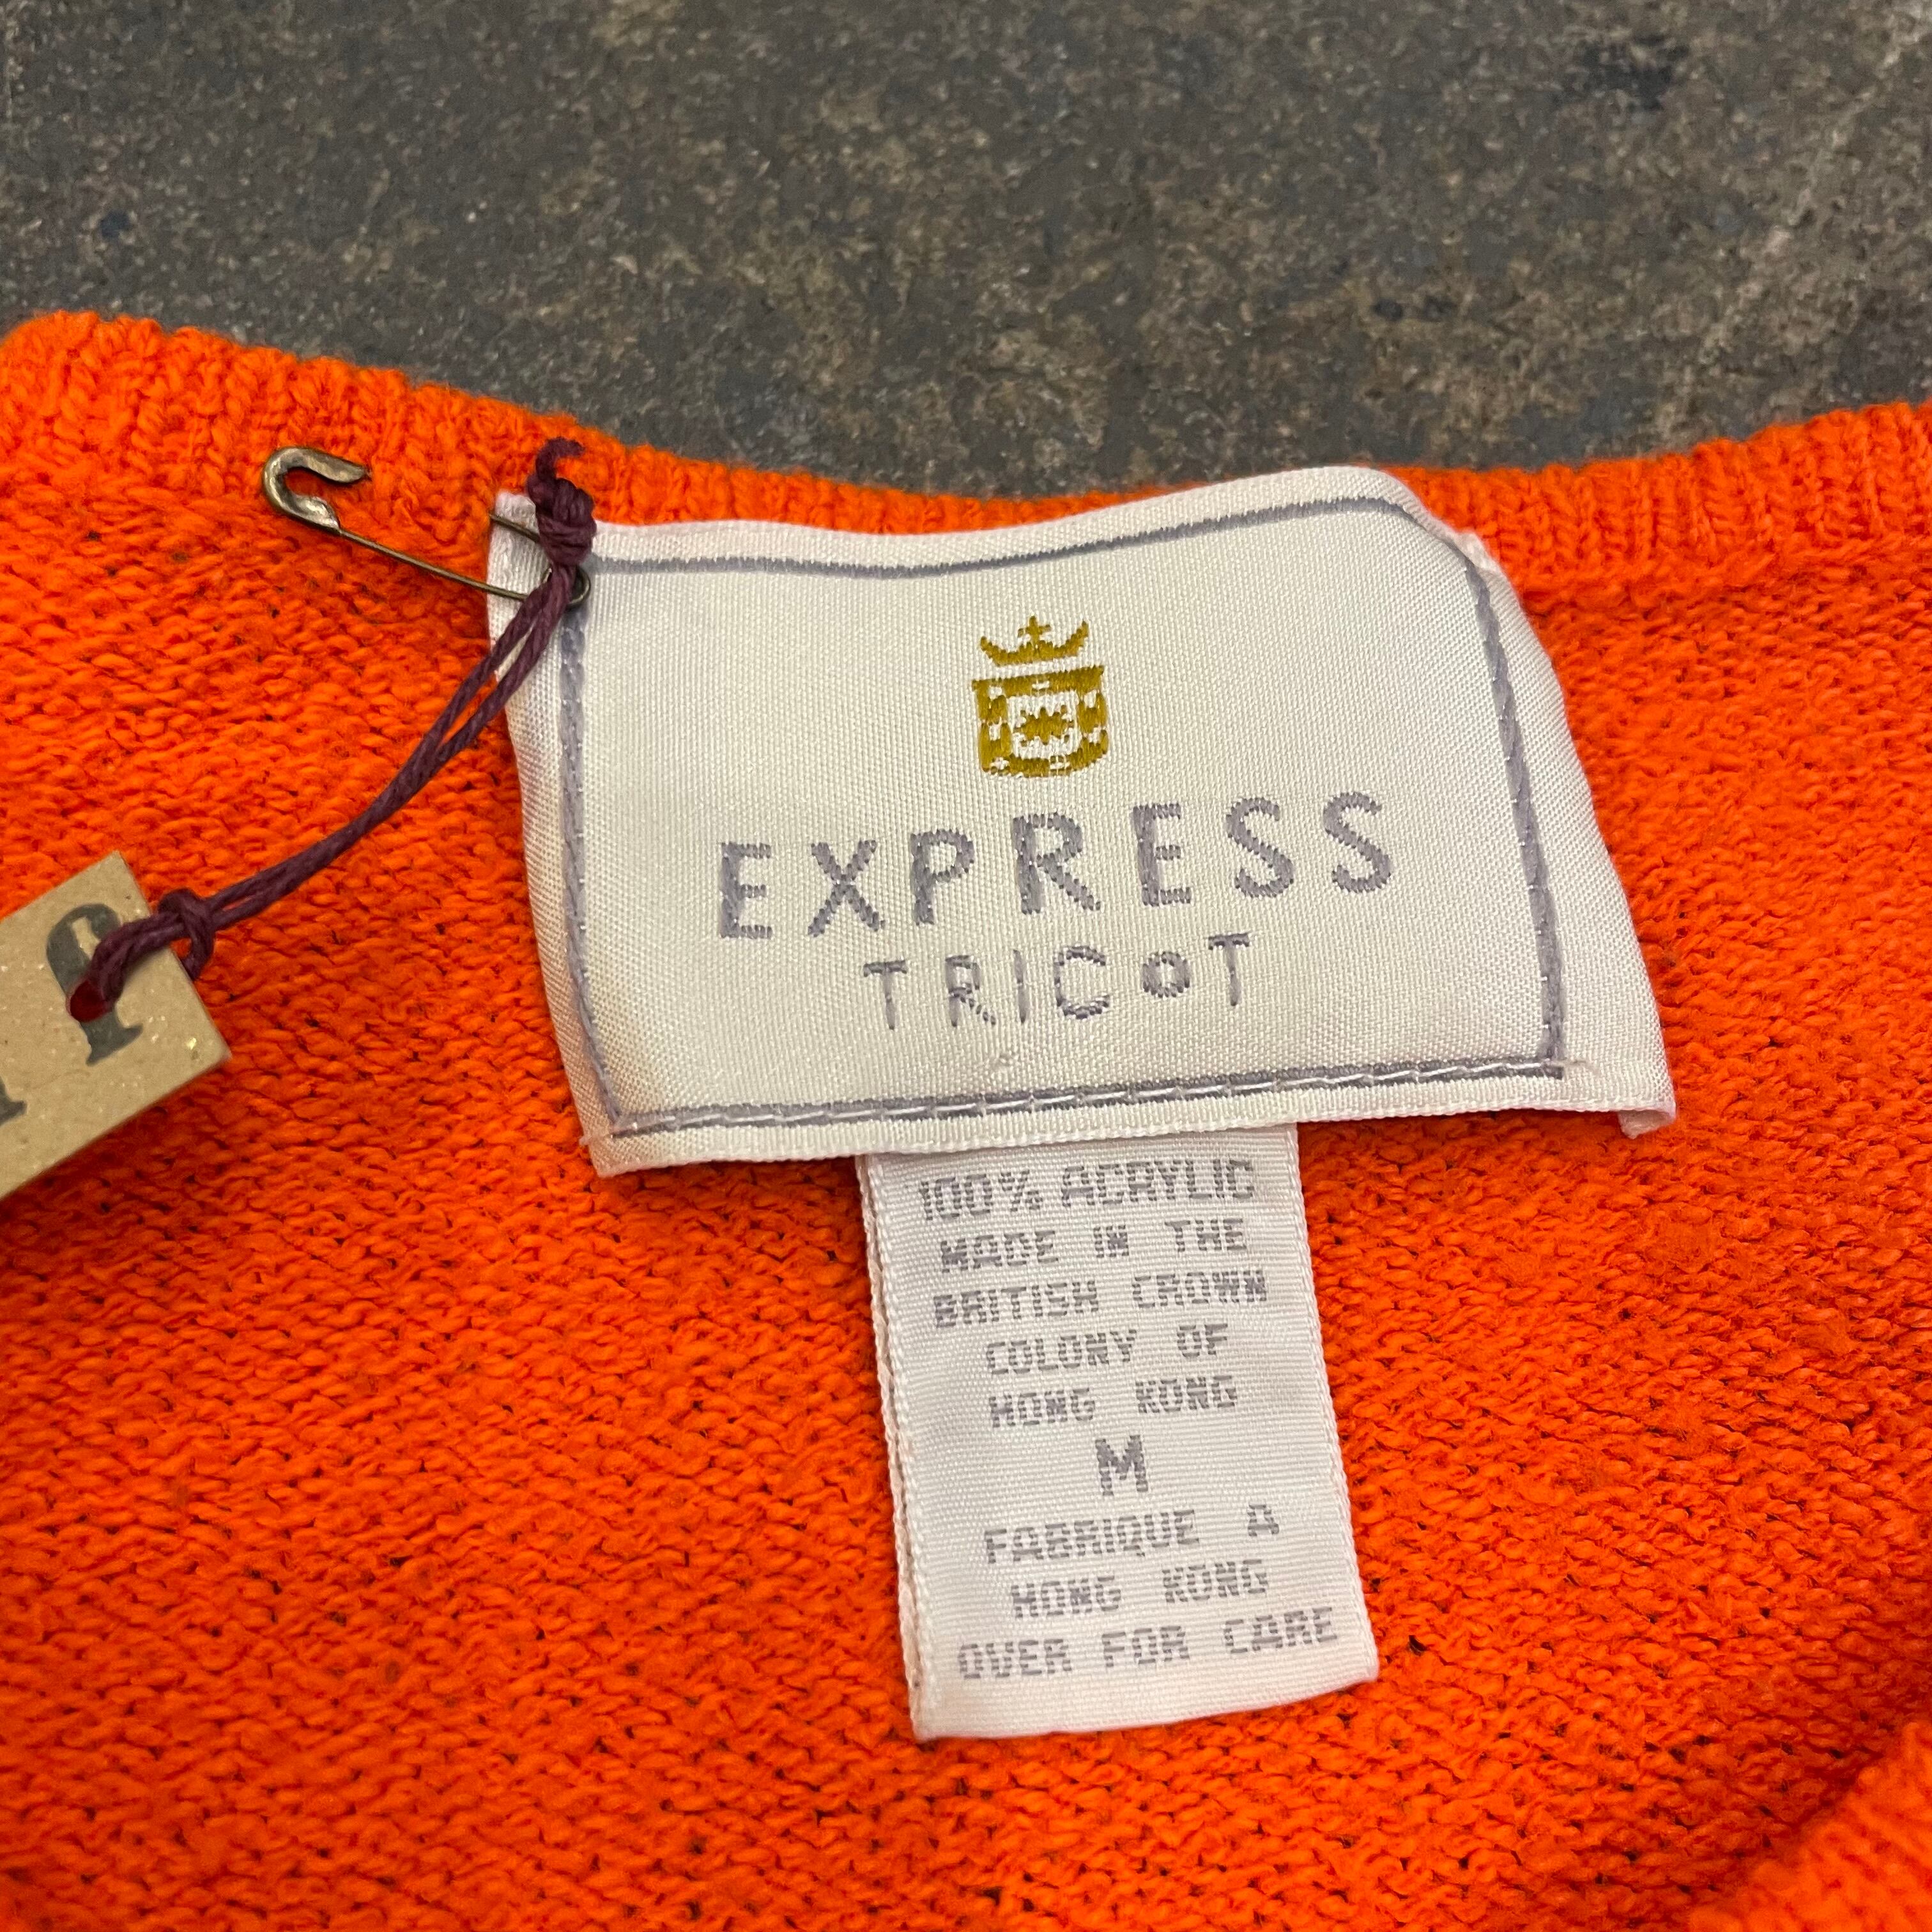 EXPRESS
TRICOT
100% ACRYLIC
MADE IN THE
BRITISH CROWN
COLONY OF
HONG KONG
M
FABRIQUE A
HONG KONG
OVER FOR CARE